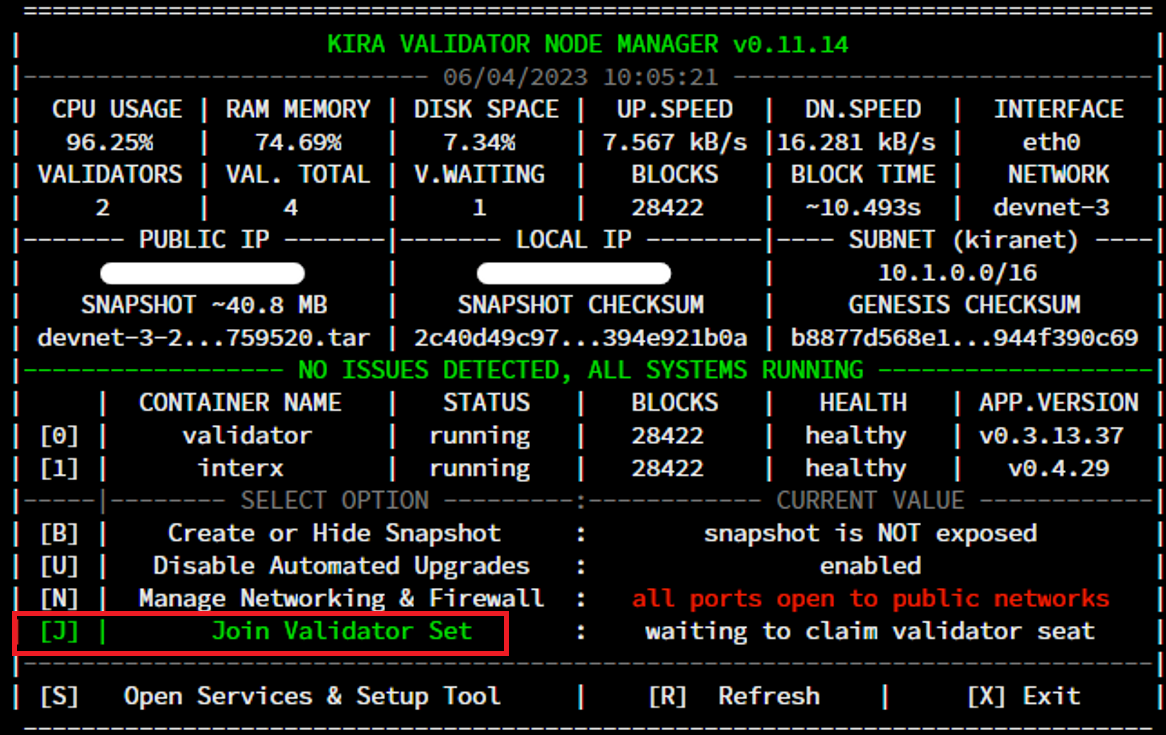 ==============================================================================
| KIRA VALIDATOR NODE MANAGER v0.11.14 |
|---------------------------- 06/04/2023 10:05:21 -----------------------------|
| CPU USAGE | RAM MEMORY | DISK SPACE | UP.SPEED | DN.SPEED | INTERFACE |
| 96.25% | 74.69% | 7.34% | 7.567 kB/s |16.281 kB/s | eth0 |
| VALIDATORS | VAL. TOTAL | V.WAITING | BLOCKS | BLOCK TIME | NETWORK |
| 2 | 4 | 1 | 28422 | ~10.493s | devnet-3 |
|------- PUBLIC IP -------|------- LOCAL IP --------|---- SUBNET (kiranet) ----|
| | | 10.1.0.0/16 |
| SNAPSHOT ~40.8 MB | SNAPSHOT CHECKSUM | GENESIS CHECKSUM |
| devnet-3-2...759520.tar | 2c40d49c97...394e921b0a | b8877d568e1...944f390c69 |
|------------------ NO ISSUES DETECTED, ALL SYSTEMS RUNNING -------------------|
| | CONTAINER NAME | STATUS | BLOCKS | HEALTH | APP.VERSION |
| [0] | validator | running | 28422 | healthy | v0.3.13.37 |
| [1] | interx | running | 28422 | healthy | v0.4.29 |
|-----|-------- SELECT OPTION ---------:------------ CURRENT VALUE ------------|
| [B] | Create or Hide Snapshot : snapshot is NOT exposed |
| [U] | Disable Automated Upgrades : enabled |
| [N] | Manage Networking & Firewall : all ports open to public networks |
| [J] | Join Validator Set : waiting to claim validator seat |
|------------------------------------------------------------------------------|
| [S] Open Services & Setup Tool | [R] Refresh | [X] Exit |
------------------------------------------------------------------------------